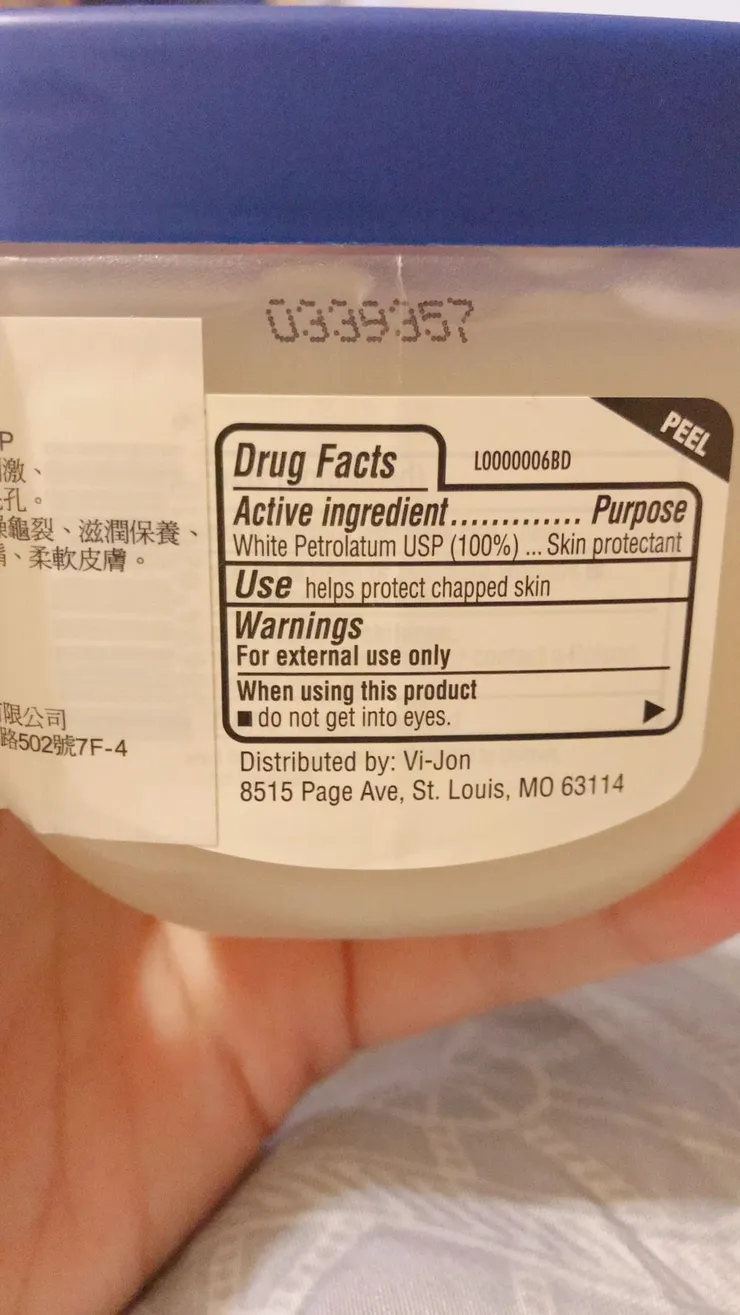 0339357
P
激、
孔。
龜裂、滋潤保養、
、柔軟皮膚。
限公司
路502號7F-4
PEEL
Drug Facts
L0000006BD
Active ingredient............. Purpose
White Petrolatum USP (100%) ... Skin protectant
Use helps protect chapped skin
Warnings
For external use only
When using this product
■ do not get into eyes.
Distributed by: Vi-Jon
8515 Page Ave, St. Louis, MO 63114